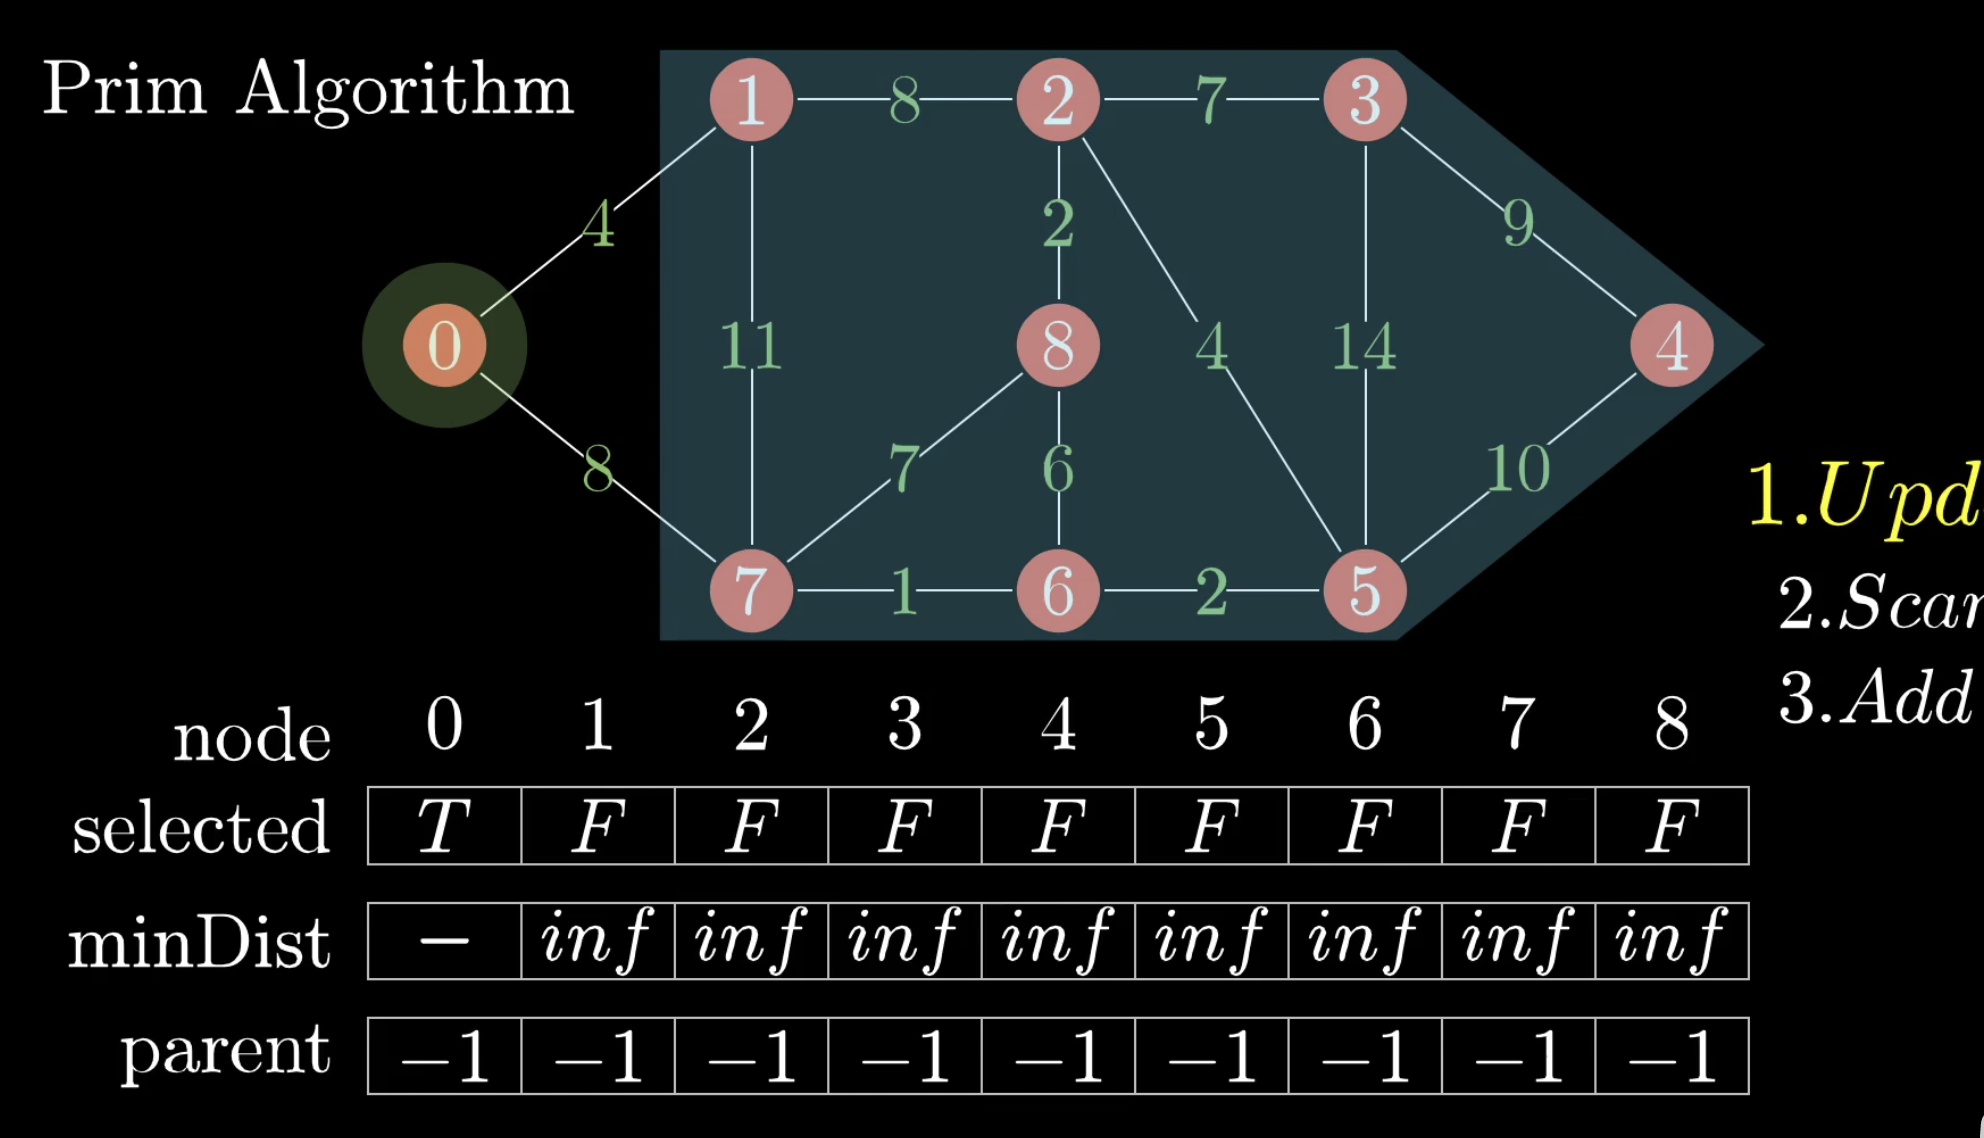 Prim Algorithm
1 8 2 7 3
4 2 9
0 11 8 4 14 4
8 7 6 10
7 1 6 2 5
1.Upd
2.Scan
3.Add
node 0 1 2 3 4 5 6 7 8
selected T F F F F F F F F
minDist – inf inf inf inf inf inf inf inf
parent −1 −1 −1 −1 −1 −1 −1 −1 −1